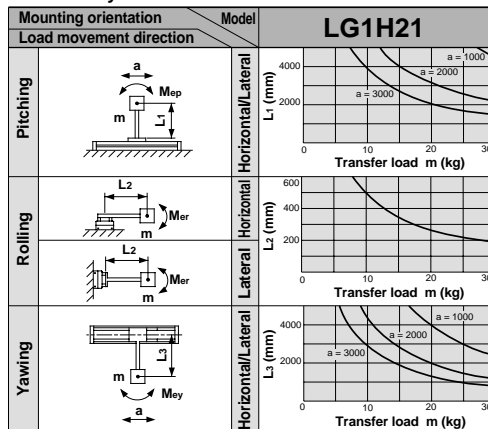 Mounting orientation
Model
LG1H21
Load movement direction
Pitching
a
Mep
m
L1
Horizontal/Lateral
L1 (mm)
4000
2000
a = 1000
a = 2000
a = 3000
0
10
20
30
Transfer load m (kg)
Rolling
L2
Mer
m
Horizontal
L2
Mer
m
Lateral
L2 (mm)
600
400
200
0
10
20
30
Transfer load m (kg)
Yawing
L3
m
Mey
a
Horizontal/Lateral
L3 (mm)
4000
2000
a = 1000
a = 2000
a = 3000
0
10
20
30
Transfer load m (kg)